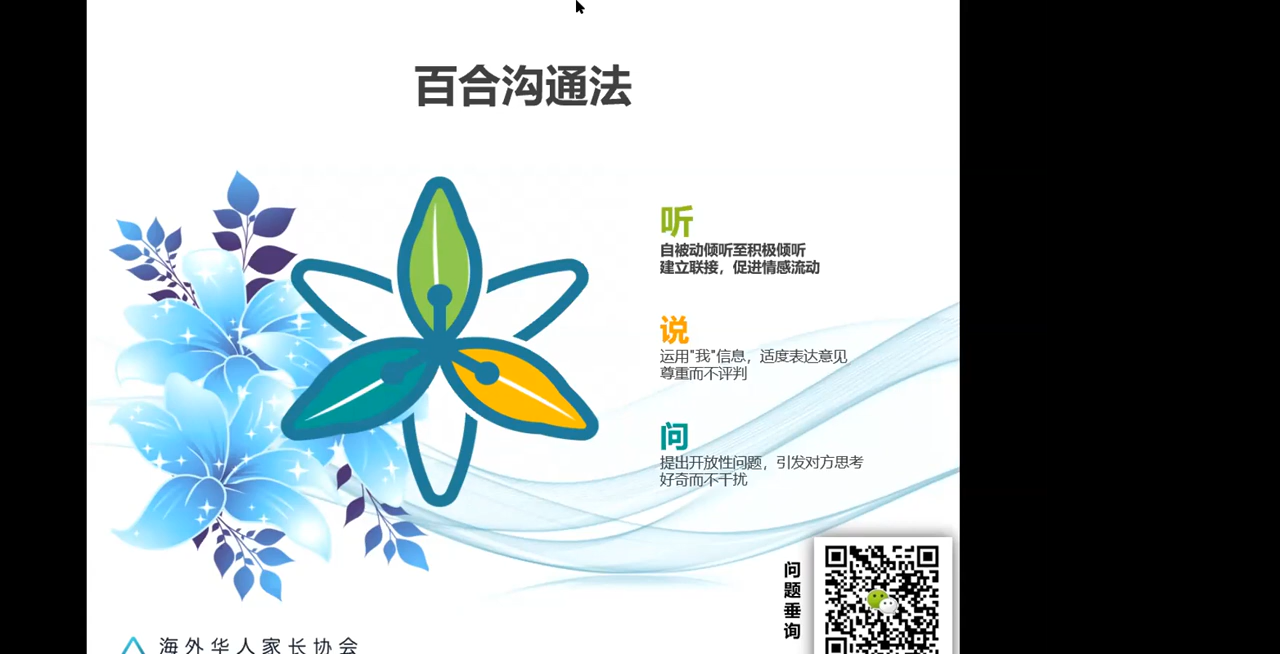 百合沟通法
听
自被动倾听至积极倾听
建立联接，促进情感流动
说
运用"我"信息，适度表达意见
尊重而不评判
问
提出开放性问题，引发对方思考
好奇而不干扰
问题垂询
海外华人家长协会